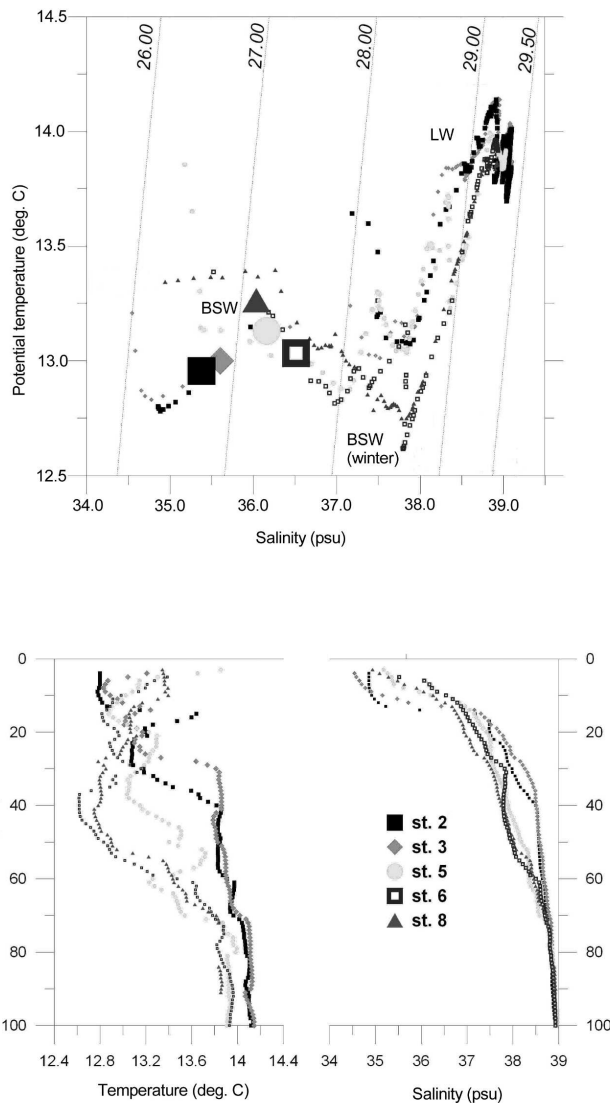 14.5
26.00
27.00
28.00
29.00
29.50
14.0
LW
13.5
BSW
13.0
BSW
(winter)
12.5
34.0 35.0 36.0 37.0 38.0 39.0
Potential temperature (deg. C)
Salinity (psu)
0 0
20 20
40 40
60 60
80 80
100 100
st. 2
st. 3
st. 5
st. 6
st. 8
12.4 12.8 13.2 13.6 14 14.4
34 35 36 37 38 39
Temperature (deg. C)
Salinity (psu)